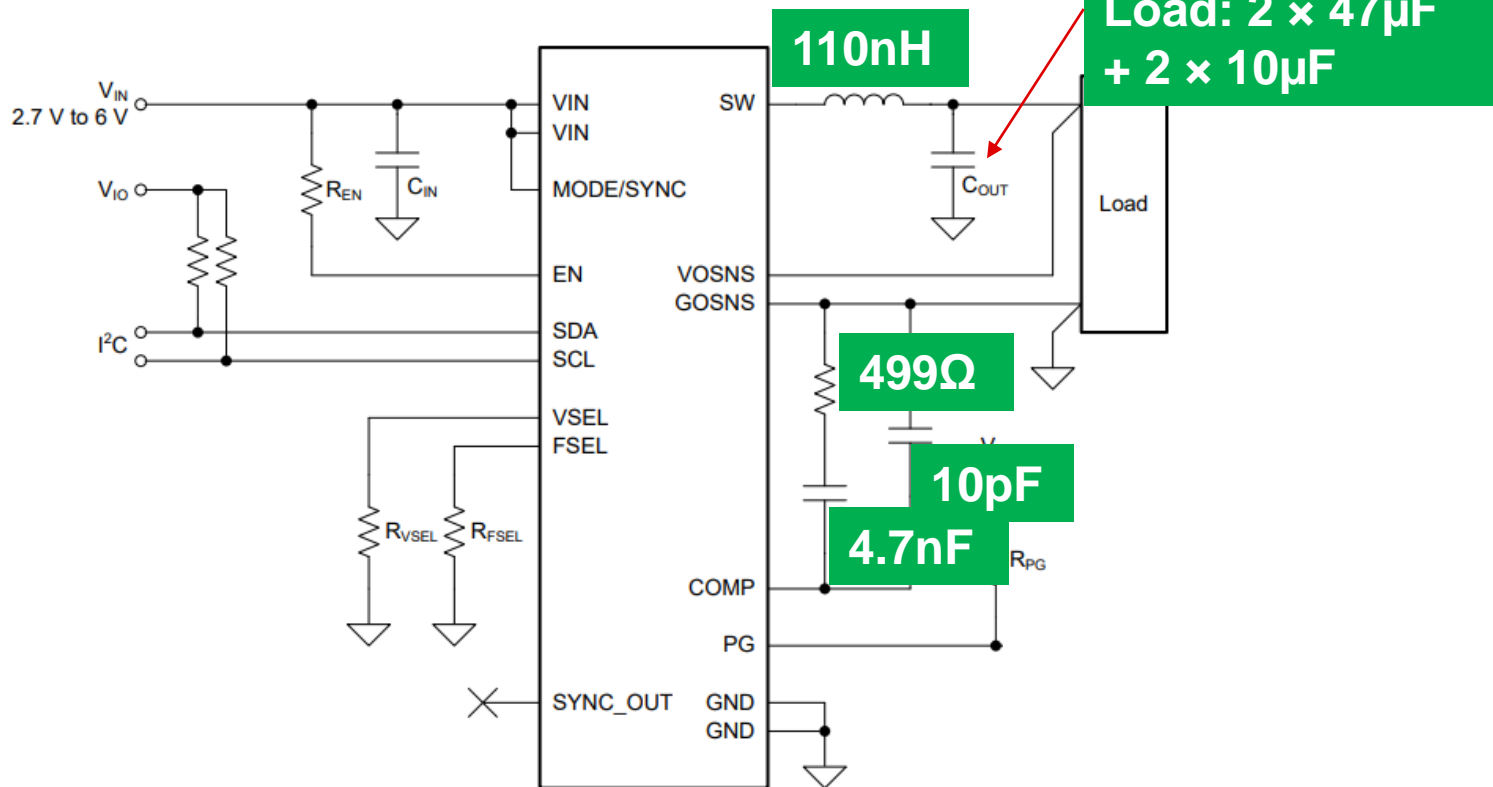 Load: 2 × 47µF
+ 2 × 10µF
110nH
VIN
2.7 V to 6 V
VIN
SW
VIN
VIO
REN
CIN
MODE/SYNC
COUT
Load
EN
VOSNS
GOSNS
I2C
SDA
SCL
499Ω
VSEL
FSEL
10pF
RVSEL
RFSEL
4.7nF
RPG
COMP
PG
SYNC_OUT
GND
GND